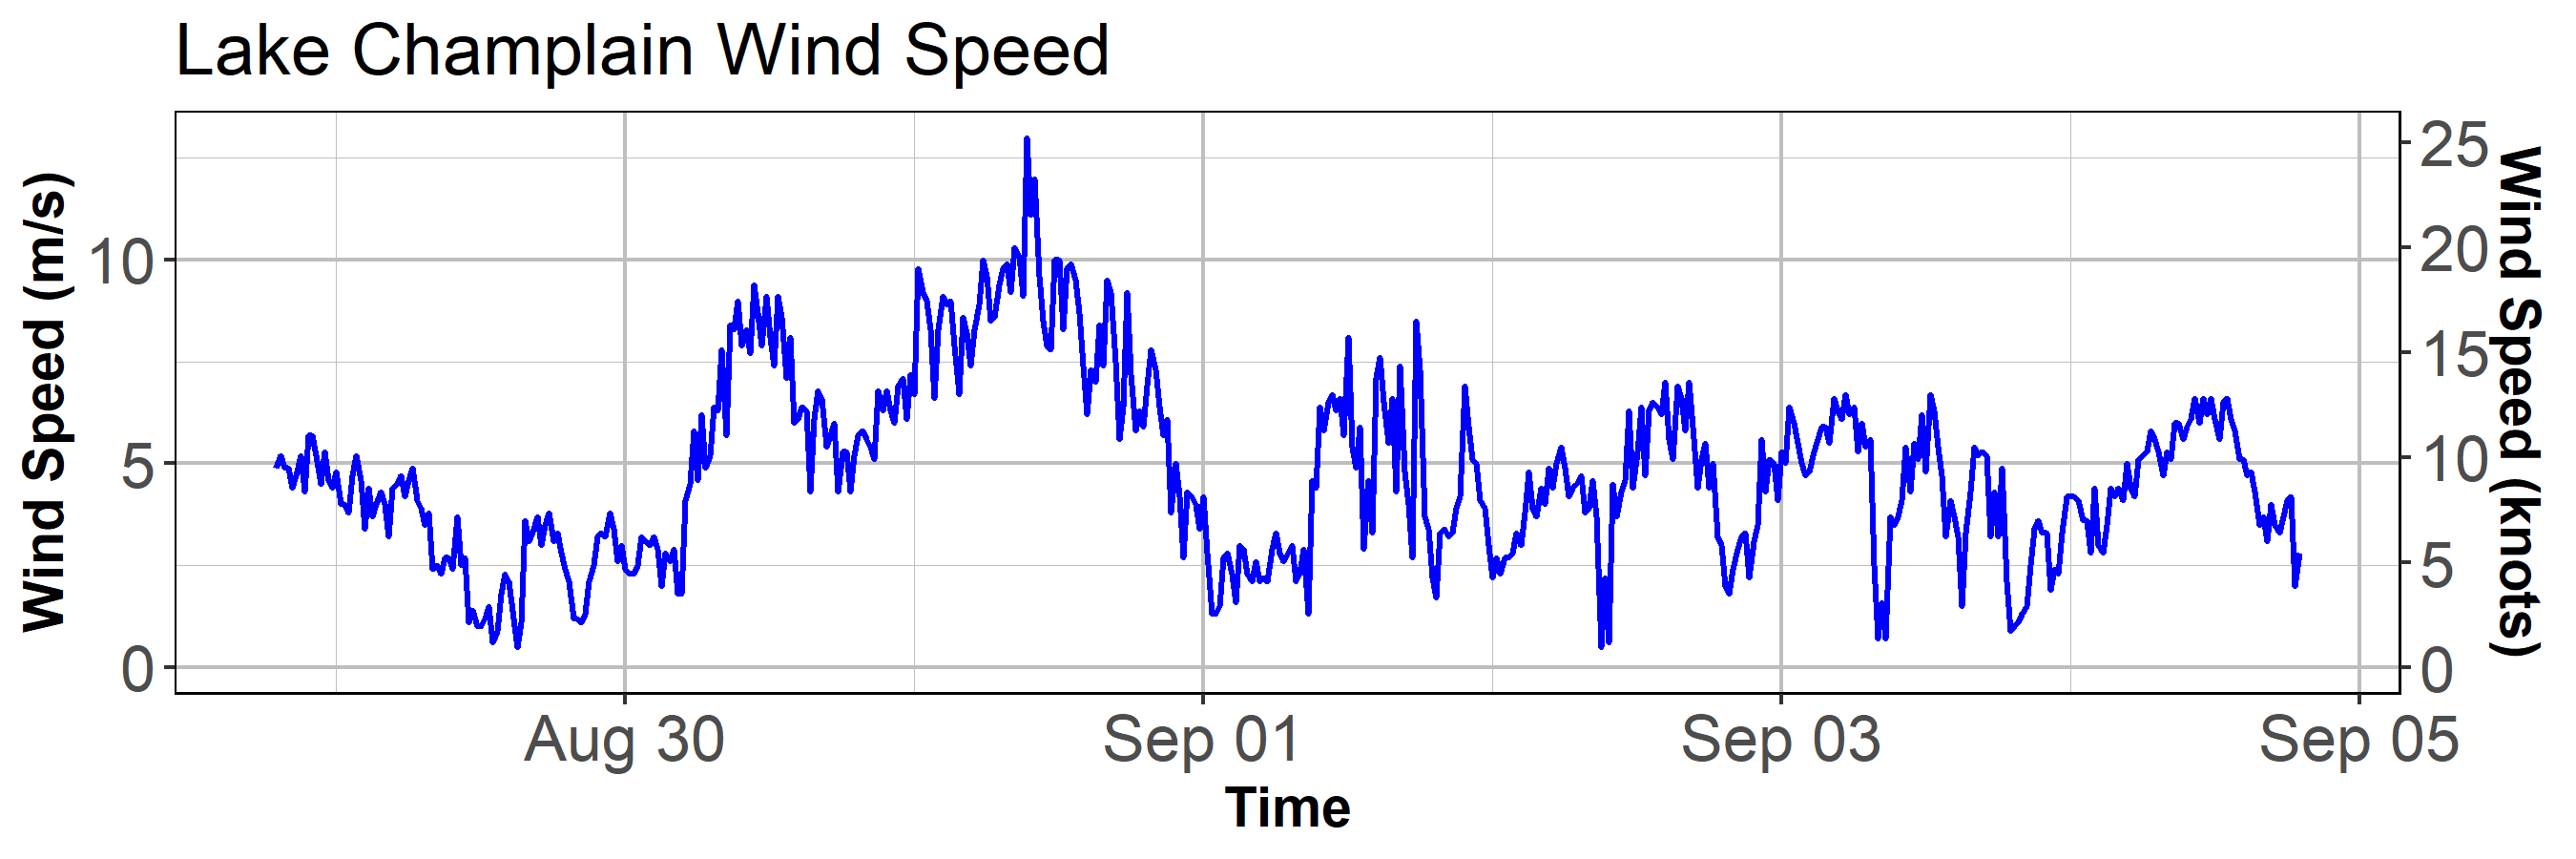 Lake Champlain Wind Speed
Wind Speed (m/s)
10
5
0
25
20
15
10
5
0
Wind Speed (knots)
Aug 30
Sep 01
Sep 03
Sep 05
Time